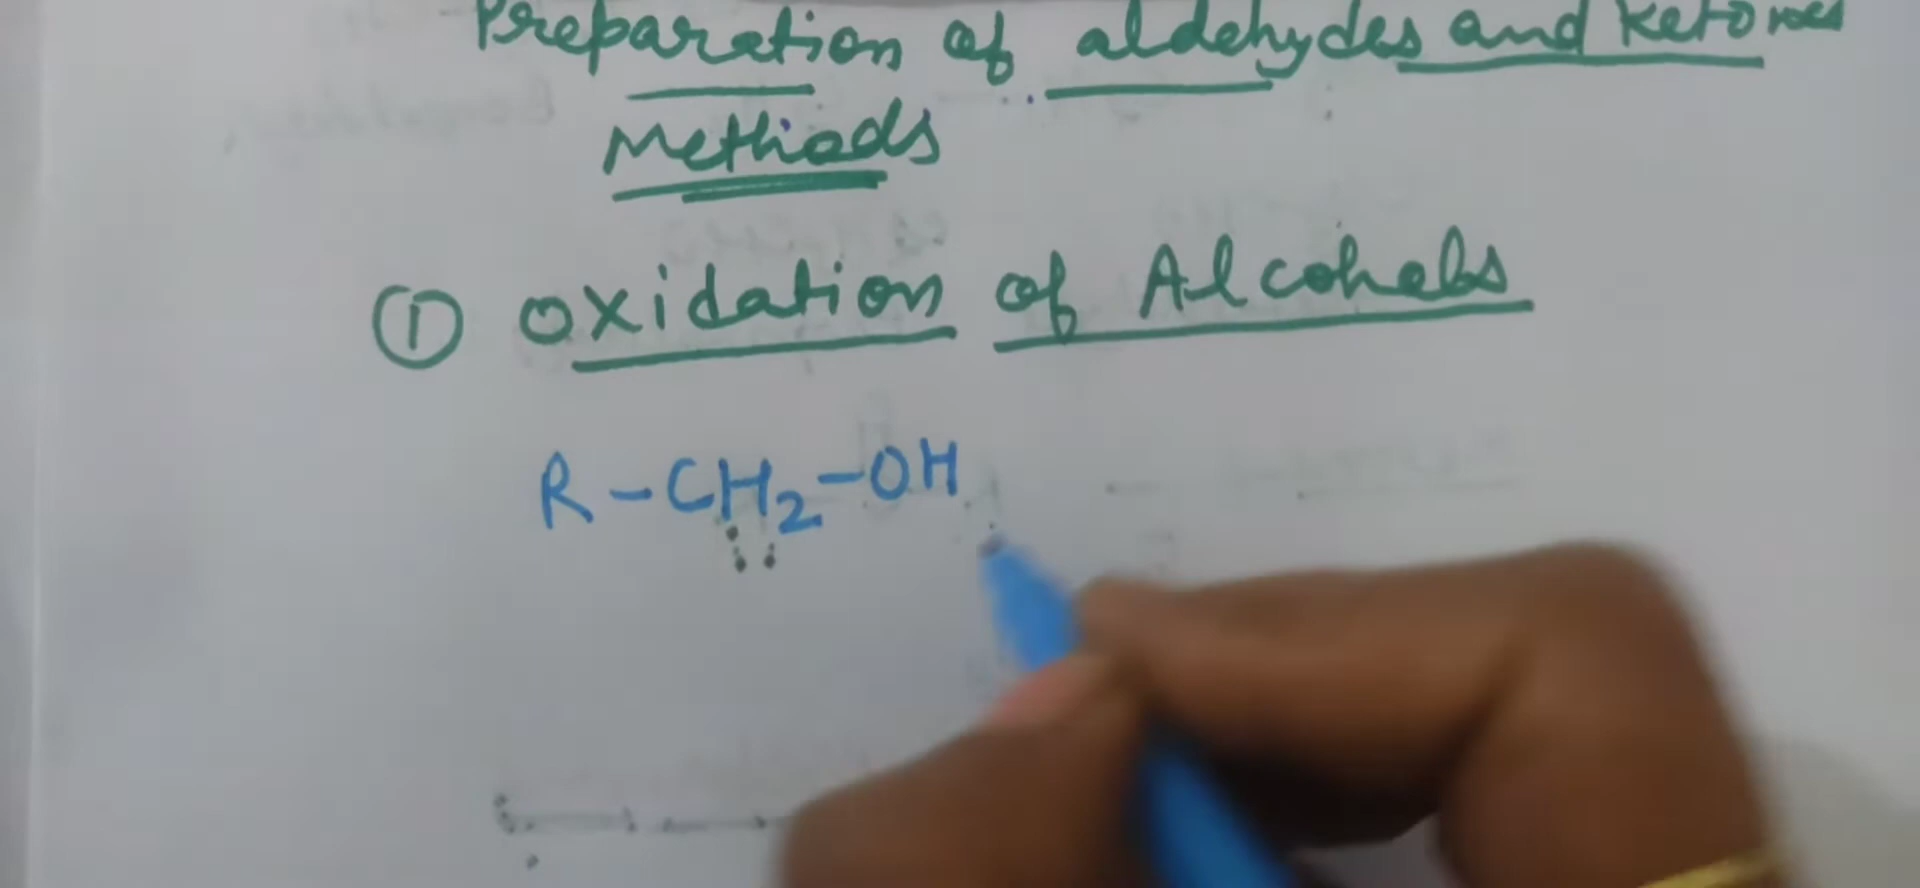 Preparation of aldehydes and ketones
Methods
① Oxidation of Alcohols
R-CH₂-OH